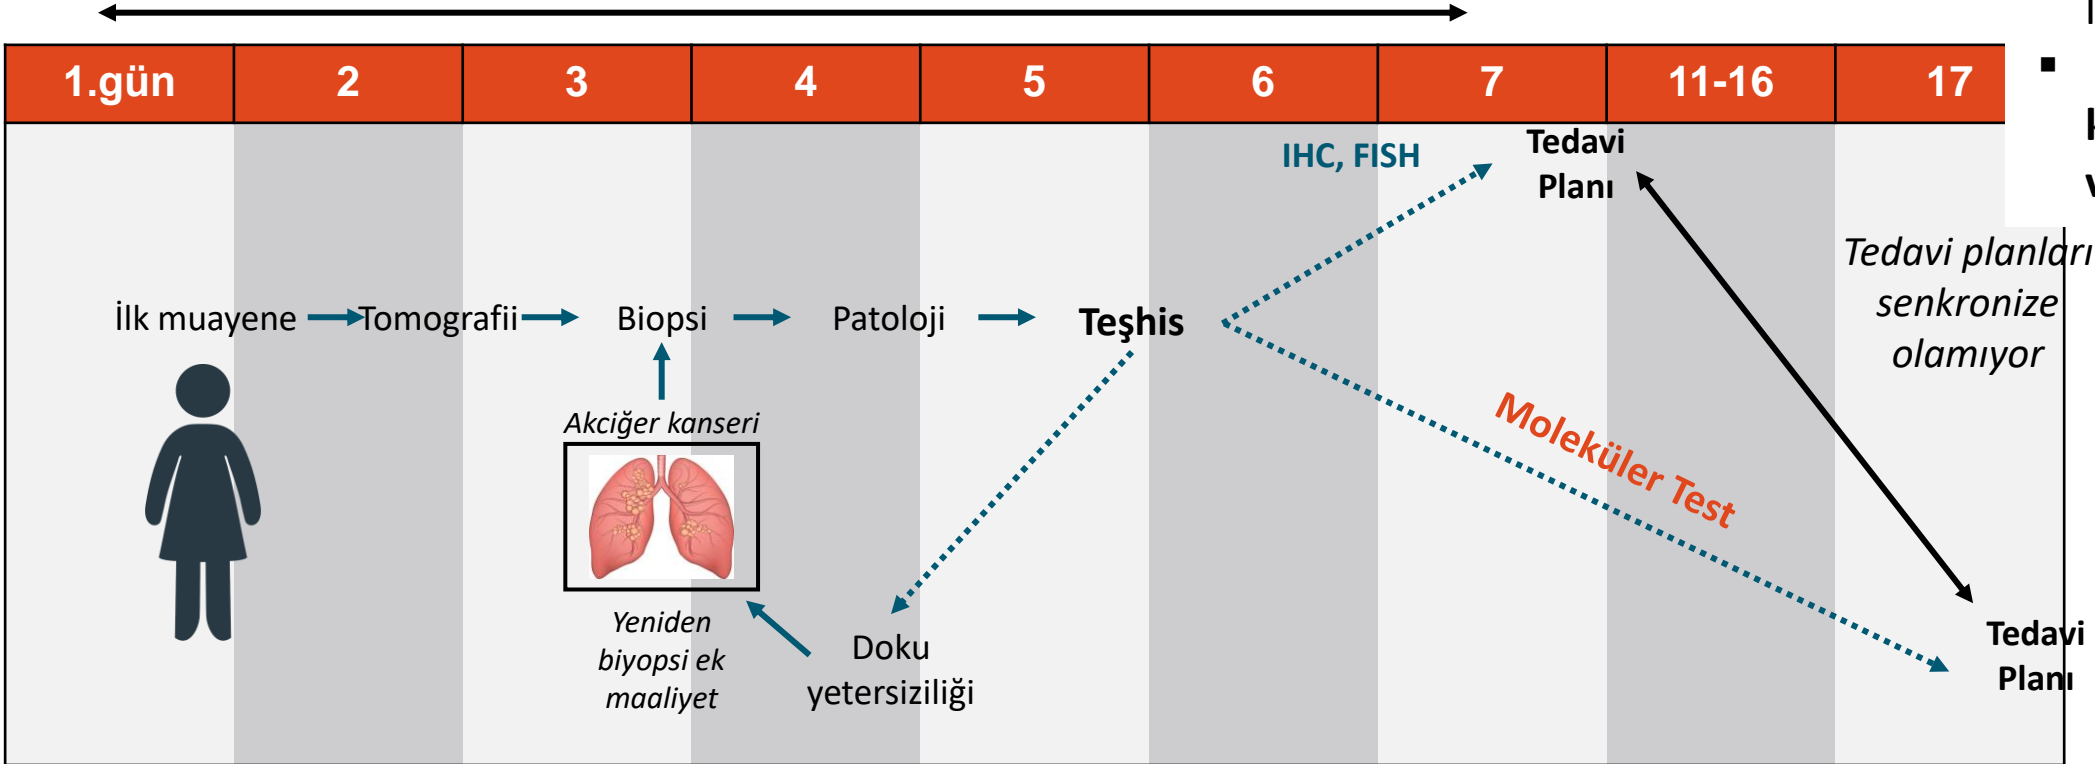 1.gün 2 3 4 5 6 7 11-16 17
IHC, FISH
Tedavi
Planı
Tedavi planları
senkronize
olamıyor
İlk muayene Tomografii Biopsi Patoloji Teşhis
Akciğer kanseri
Moleküler Test
Yeniden
biyopsi ek
maaliyet
Doku
yetersiziliği
Tedavi
Planı